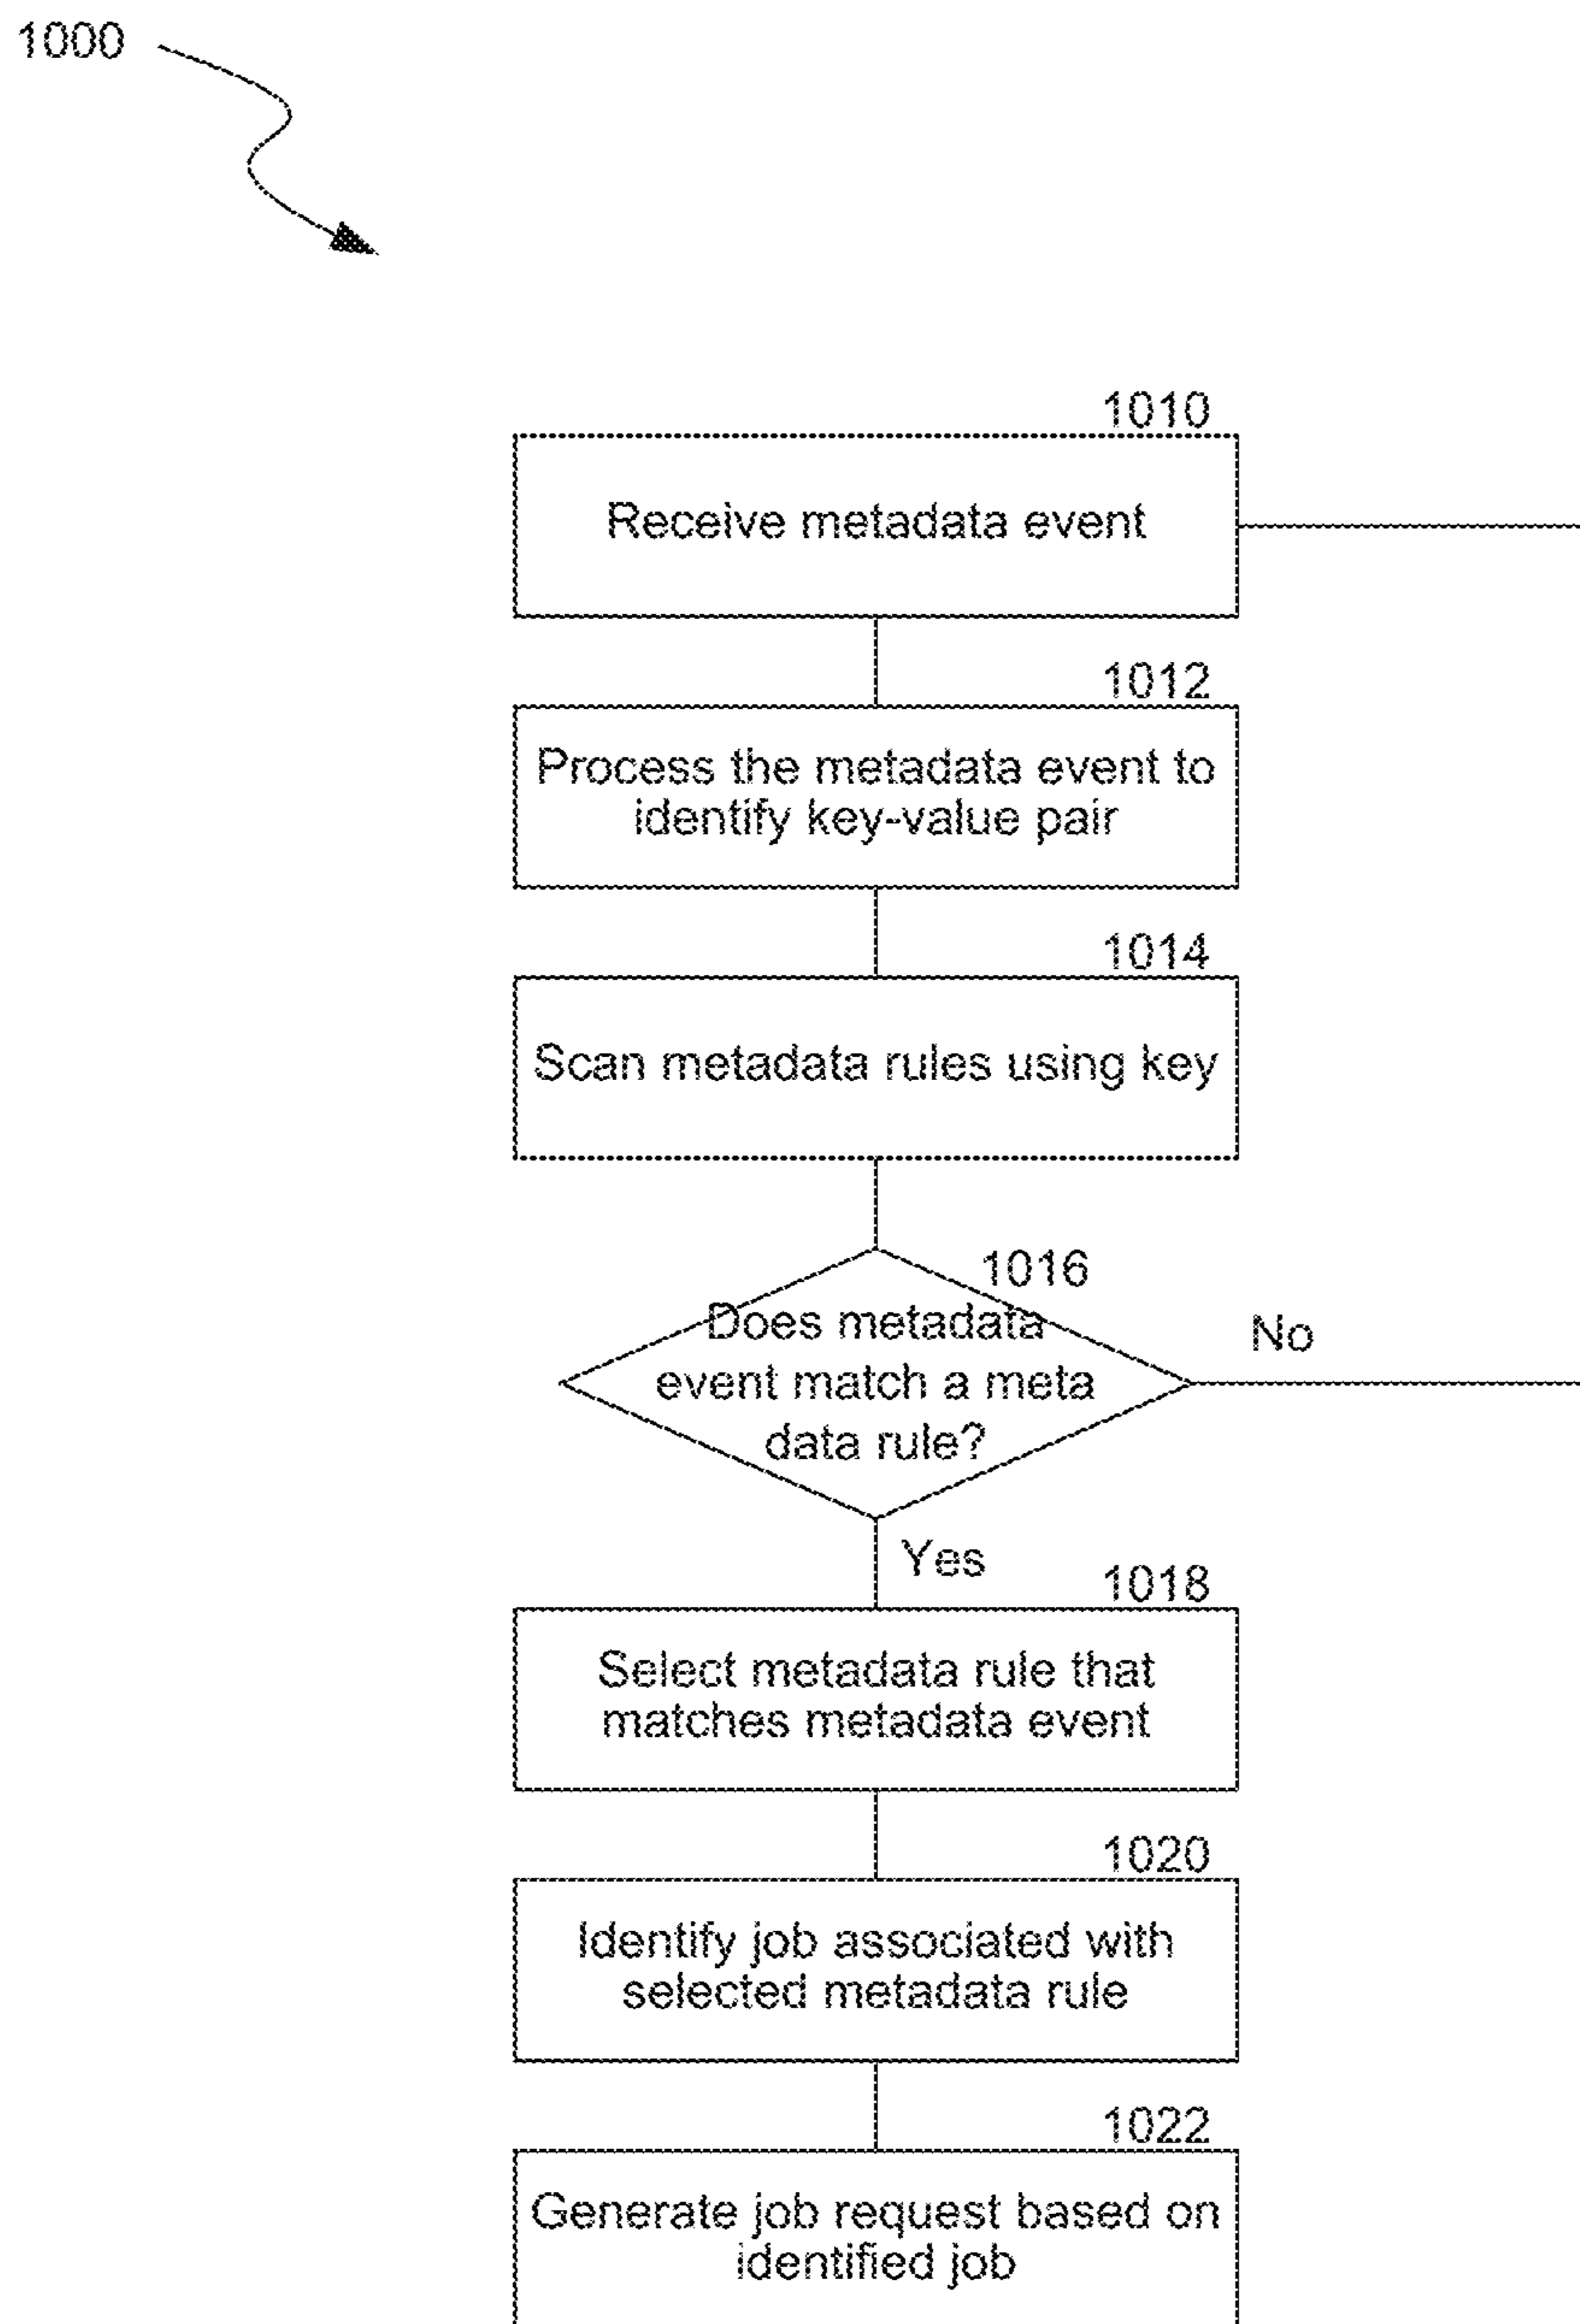 1000
1010
Receive metadata event
1012
Process the metadata event to
identify key-value pair
1014
Scan metadata rules using key
1016
Does metadata
event match a meta
data rule?
No
Yes
1018
Select metadata rule that
matches metadata event
1020
Identify job associated with
selected metadata rule
1022
Generate job request based on
identified job